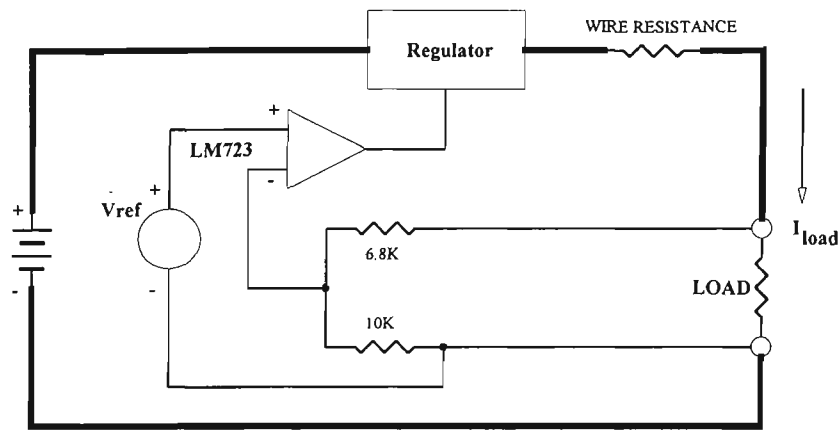 WIRE RESISTANCE
Regulator
+
LM723
-
+
Vref
-
+
-
6.8K
10K
LOAD
I load